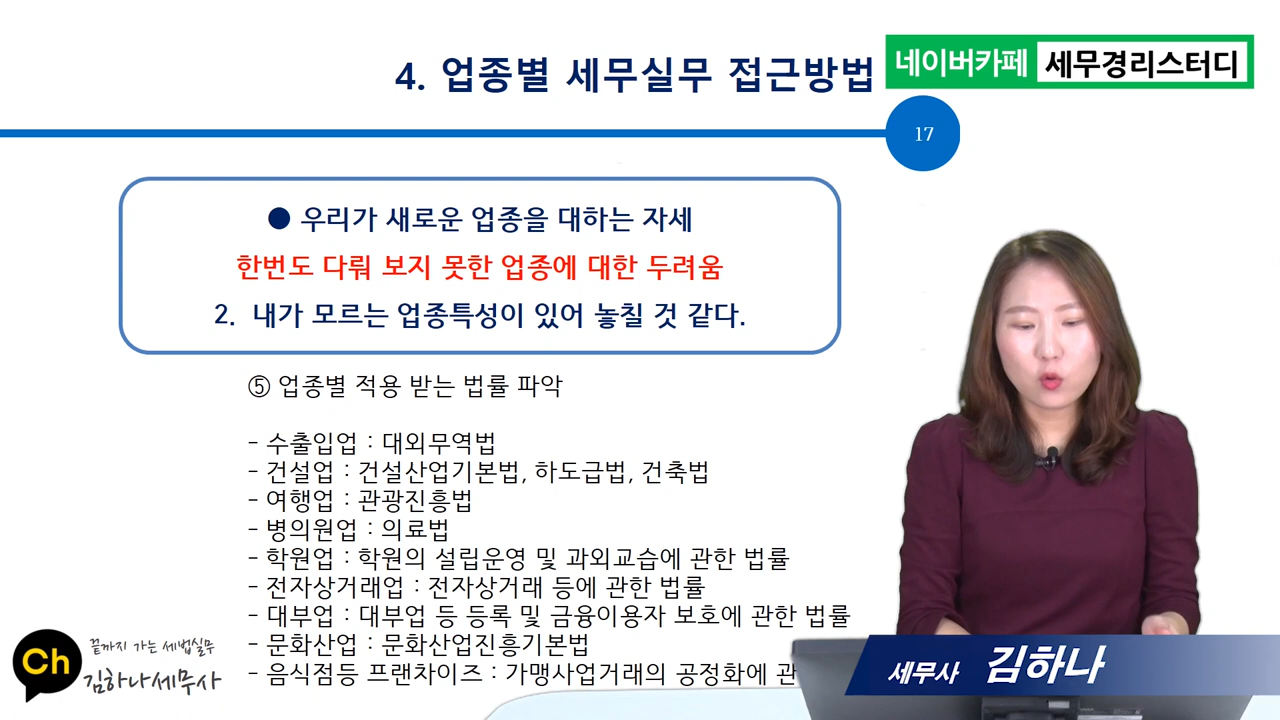 4. 업종별 세무실무 접근방법
네이버카페 세무경리스터디
17
● 우리가 새로운 업종을 대하는 자세
한번도 다뤄 보지 못한 업종에 대한 두려움
2. 내가 모르는 업종특성이 있어 놓칠 것 같다.
⑤ 업종별 적용 받는 법률 파악
- 수출입업 : 대외무역법
- 건설업 : 건설산업기본법, 하도급법, 건축법
- 여행업 : 관광진흥법
- 병의원업 : 의료법
- 학원업 : 학원의 설립운영 및 과외교습에 관한 법률
- 전자상거래업 : 전자상거래 등에 관한 법률
- 대부업 : 대부업 등 등록 및 금융이용자 보호에 관한 법률
- 문화산업 : 문화산업진흥기본법
- 음식점등 프랜차이즈 : 가맹사업거래의 공정화에 관
Ch
끝까지 가는 세법실무
김하나세무사
세무사 김하나